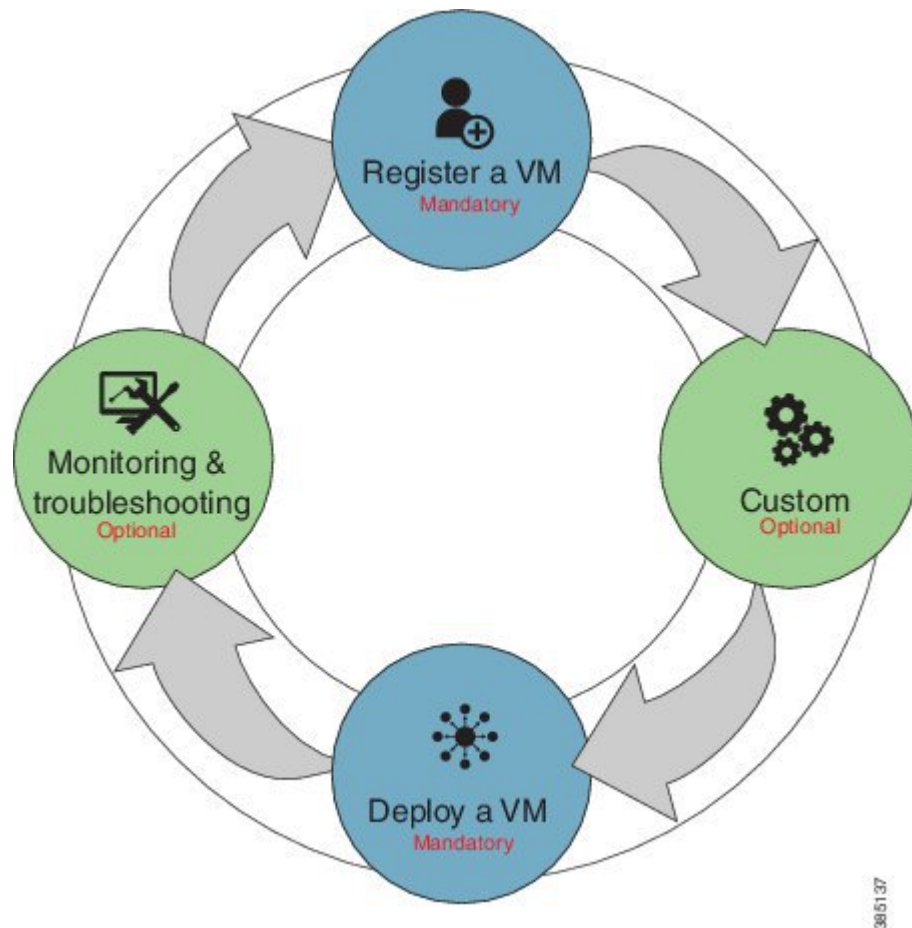 Register a VM
Mandatory
Monitoring &
troubleshooting
Optional
Custom
Optional
Deploy a VM
Mandatory
385137